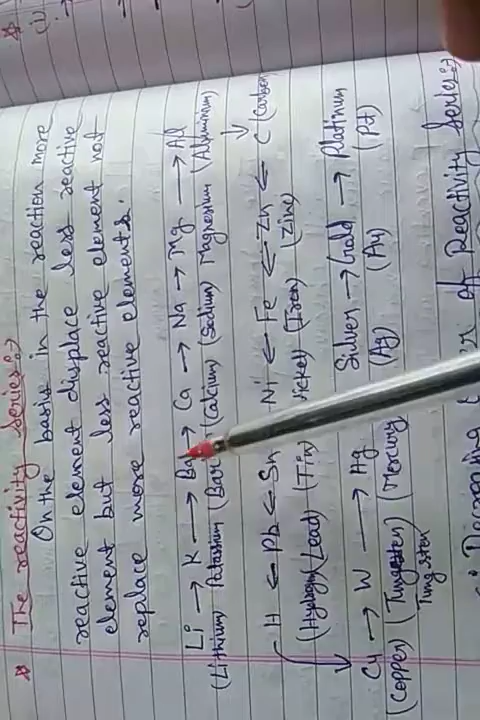 The reactivity series:>
On the basis in the reaction more
reactive element displace less reactive
element but less reactive element not
replace more reactive elements.
Li → K → Ba → Ca → Na → Mg → Al
(Lithium) Potassium (Bar (Calcium) (Sodium) Magnesium (Aluminum)
H ← Pb ← Sn Ni ← Fe ← Zn ← C (Carbon)
(Hydrogen) (Lead) (Tin) (Iron) (Zinc)
Cu → W → Hg Silver → Gold → Platinum
(Copper) (Tungsten) (Mercury (Ag) (Au) (Pt)
Tungsten
of Reactivity Series:>